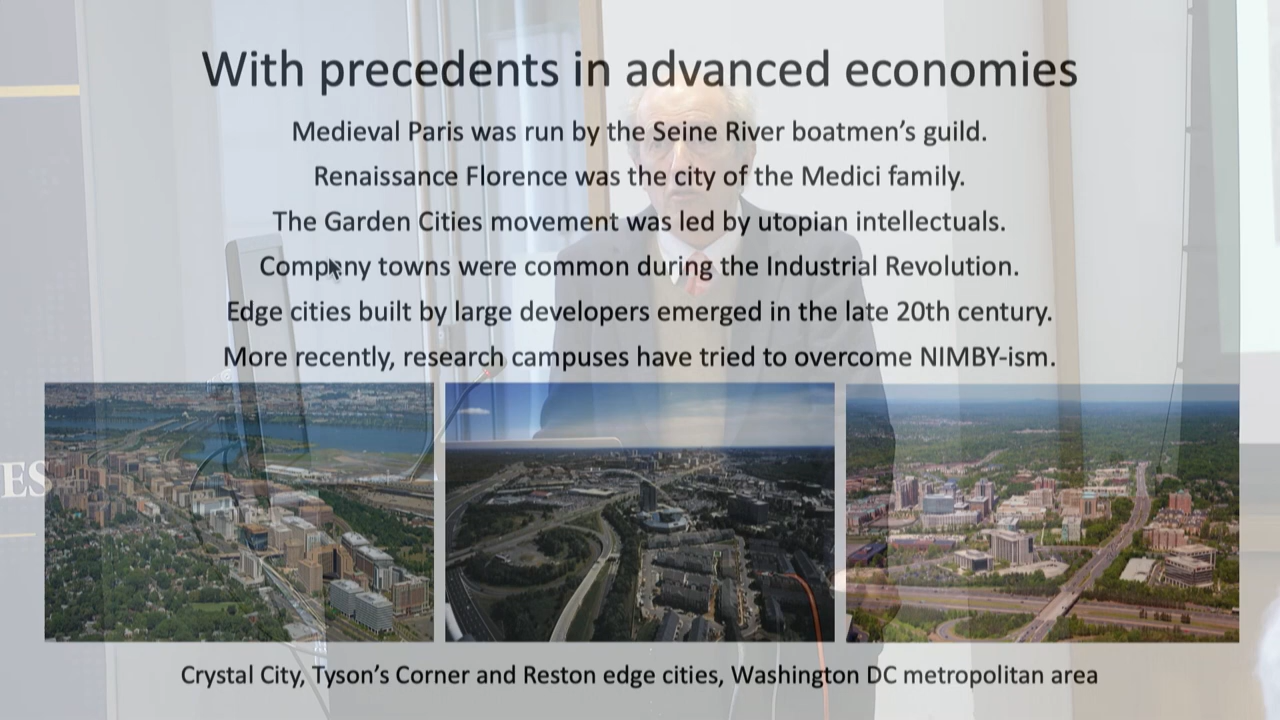 With precedents in advanced economies
Medieval Paris was run by the Seine River boatmen's guild.
Renaissance Florence was the city of the Medici family.
The Garden Cities movement was led by utopian intellectuals.
Company towns were common during the Industrial Revolution.
Edge cities built by large developers emerged in the late 20th century.
More recently, research campuses have tried to overcome NIMBY-ism.
ES
Crystal City, Tyson's Corner and Reston edge cities, Washington DC metropolitan area